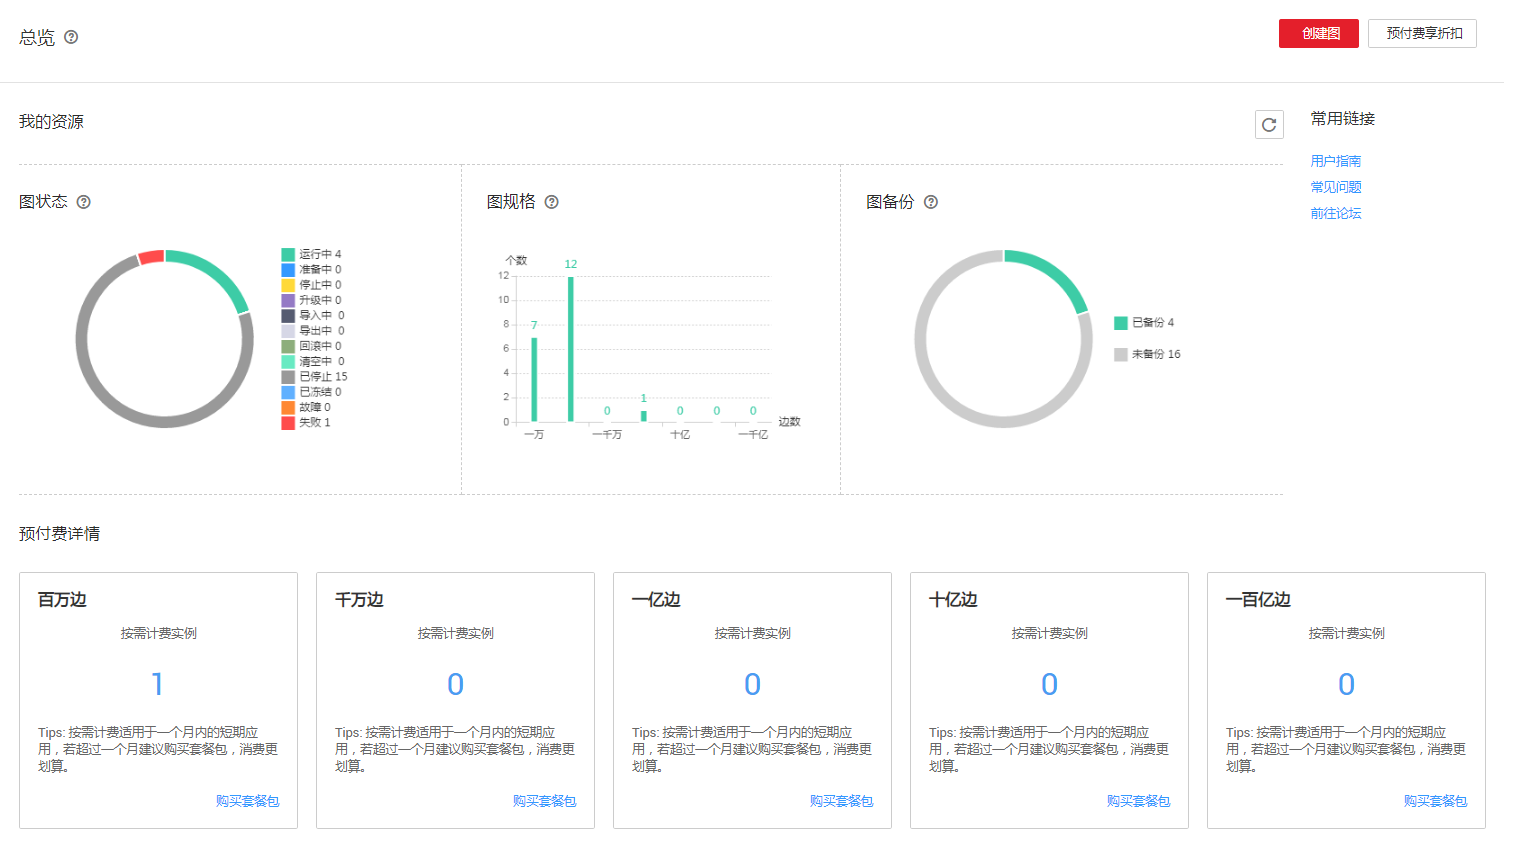 总览
创建图
预付费享折扣
我的资源
常用链接
用户指南
常见问题
前往论坛
图状态
运行中 4
准备中 0
停止中 0
升级中 0
导入中 0
导出中 0
回滚中 0
清空中 0
已停止 15
已冻结 0
故障 0
失败 1
图规格
个数
12
10
8
6
4
2
0
7
12
0
1
0
0
0
一万
一千万
十亿
一千亿
边数
图备份
已备份 4
未备份 16
预付费详情
百万边
按需计费实例
1
Tips: 按需计费适用于一个月内的短期应
用，若超过一个月建议购买套餐包，消费更
划算。
购买套餐包
千万边
按需计费实例
0
Tips: 按需计费适用于一个月内的短期应
用，若超过一个月建议购买套餐包，消费更
划算。
购买套餐包
一亿边
按需计费实例
0
Tips: 按需计费适用于一个月内的短期应
用，若超过一个月建议购买套餐包，消费更
划算。
购买套餐包
十亿边
按需计费实例
0
Tips: 按需计费适用于一个月内的短期应
用，若超过一个月建议购买套餐包，消费更
划算。
购买套餐包
一百亿边
按需计费实例
0
Tips: 按需计费适用于一个月内的短期应
用，若超过一个月建议购买套餐包，消费更
划算。
购买套餐包